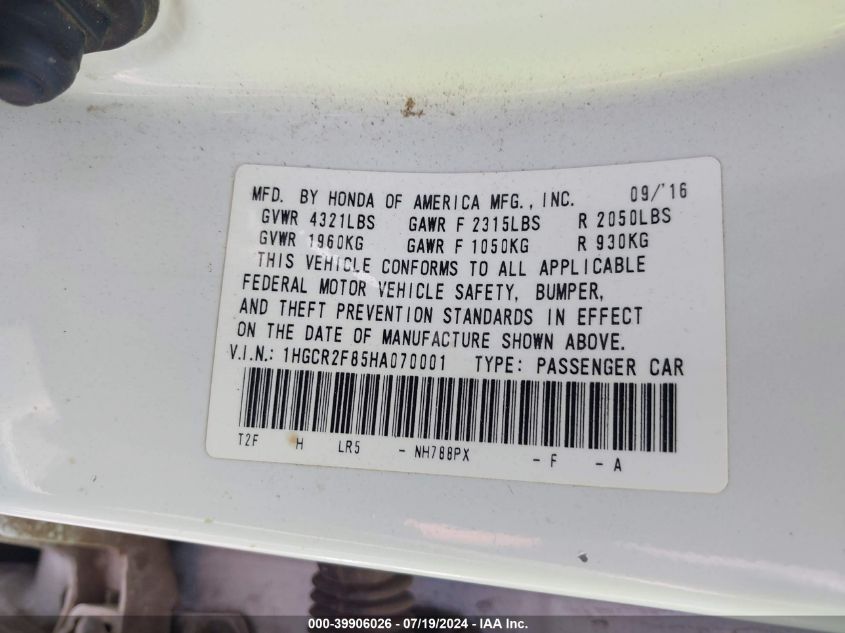 MFD. BY HONDA OF AMERICA MFG., INC. 09/'16
GVWR 4321LBS GAWR F 2315LBS R 2050LBS
GVWR 1960KG GAWR F 1050KG R 930KG
THIS VEHICLE CONFORMS TO ALL APPLICABLE
FEDERAL MOTOR VEHICLE SAFETY, BUMPER,
AND THEFT PREVENTION STANDARDS IN EFFECT
ON THE DATE OF MANUFACTURE SHOWN ABOVE.
V.I.N.: 1HGCR2F85HA070001 TYPE: PASSENGER CAR
T2F H LR5 - NH788PX - F - A
000-39906026 - 07/19/2024 - IAA Inc.